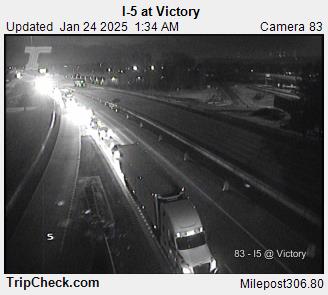 I-5 at Victory
Updated Jan 24 2025 1:34 AM Camera 83
S
83 - I5 @ Victory
TripCheck.com Milepost306.80